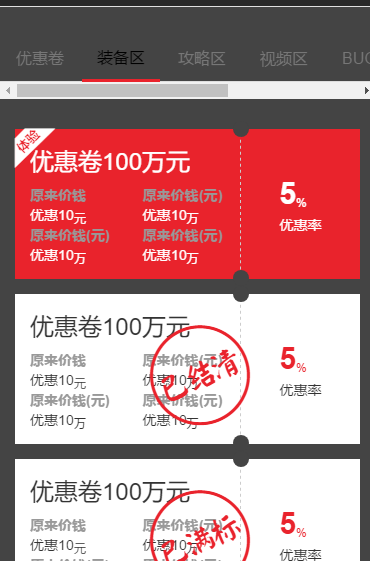 优惠卷 装备区 攻略区 视频区 BUG
体验
优惠卷100万元
原来价钱 原来价钱(元)
优惠10元 优惠10万
原来价钱(元) 原来价钱(元)
优惠10万 优惠10万
5%
优惠率
优惠卷100万元
原来价钱 原来价钱(元)
优惠10元 优惠10万
原来价钱(元) 原来价钱(元)
优惠10万 优惠10万
已结清
5%
优惠率
优惠卷100万元
原来价钱 原来价钱(元)
优惠10元 优惠10万
已满标
5%
优惠率